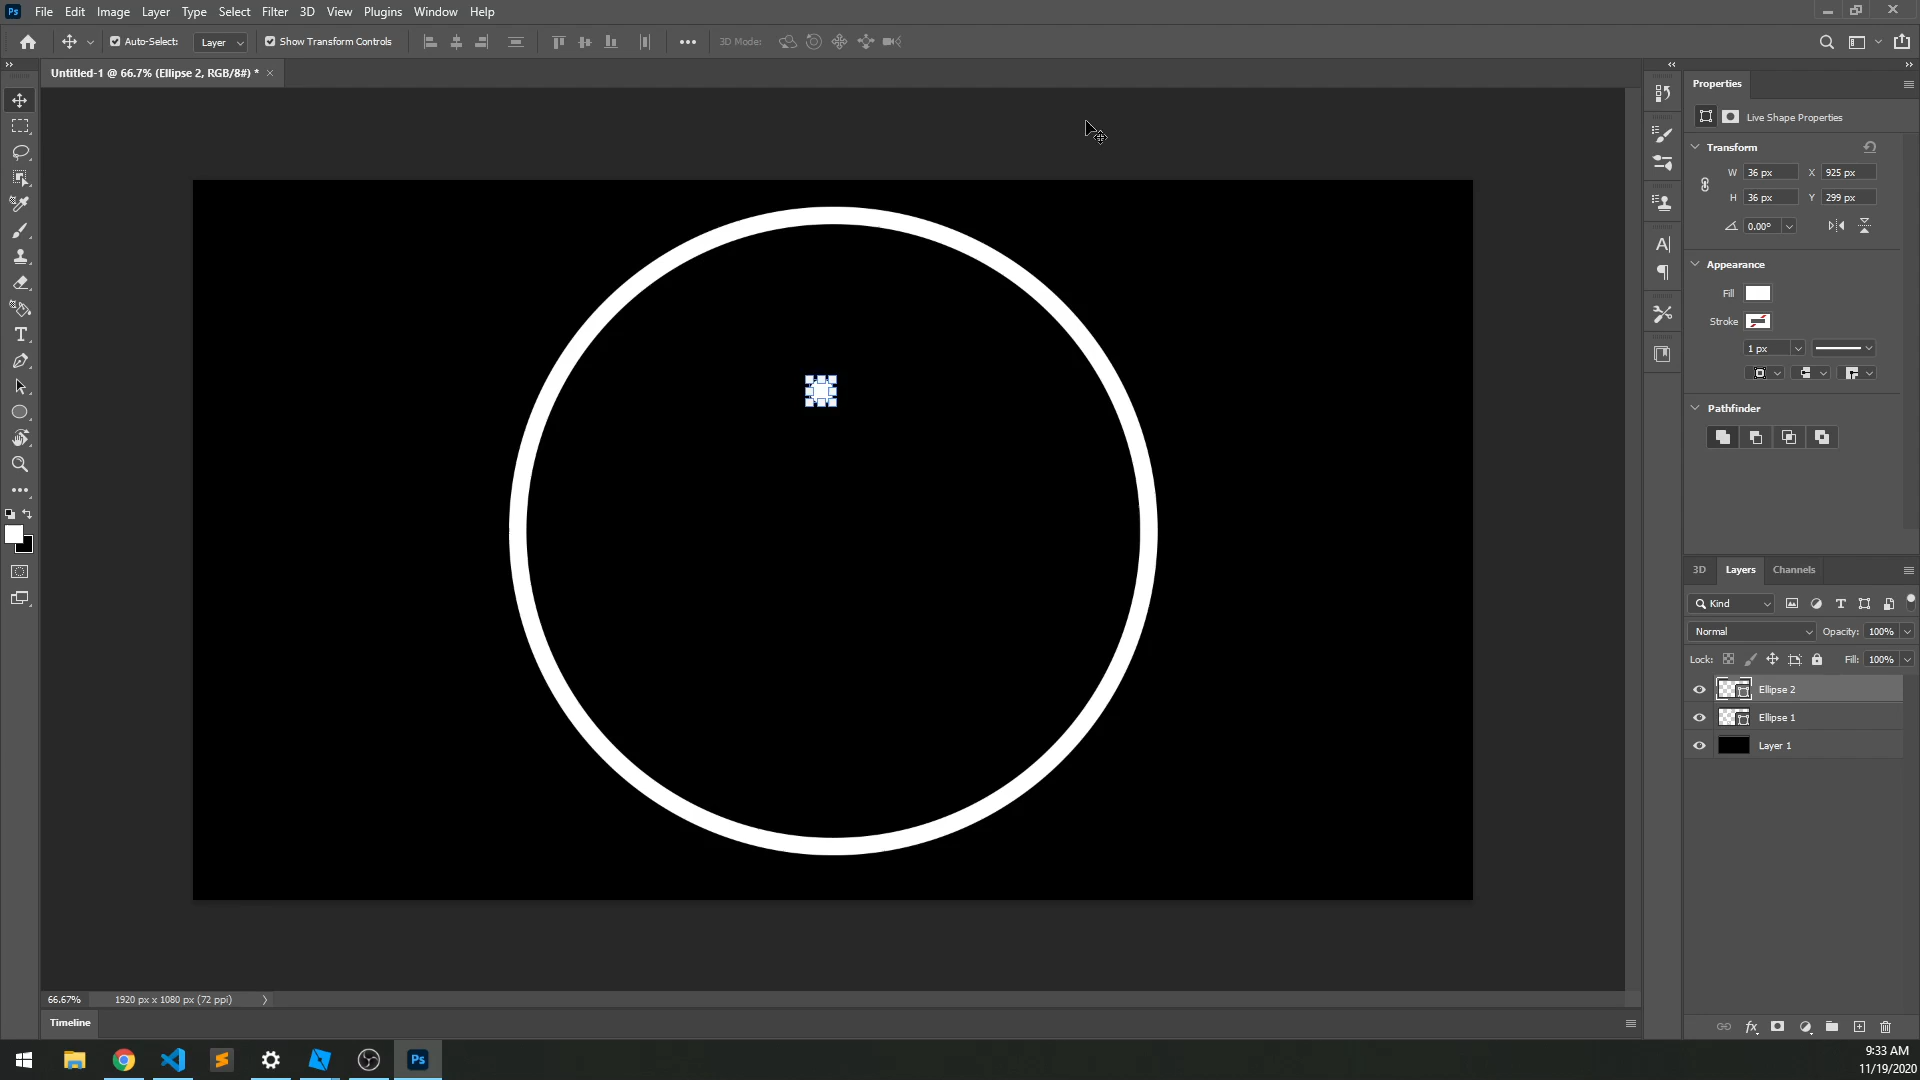 Ps File Edit Image Layer Type Select Filter 3D View Plugins Window Help
Auto-Select: Layer Show Transform Controls 3D Mode:
Untitled-1 @ 66.7% (Ellipse 2, RGB/8#) * ×
Properties
Live Shape Properties
Transform
W 36 px X 925 px
H 36 px Y 299 px
0.00°
Appearance
Fill
Stroke
1 px
Pathfinder
3D Layers Channels
Kind
Normal Opacity: 100%
Lock: Fill: 100%
Ellipse 2
Ellipse 1
Layer 1
fx
66.67% 1920 px x 1080 px (72 ppi)
Timeline
Ps
9:33 AM
11/19/2020